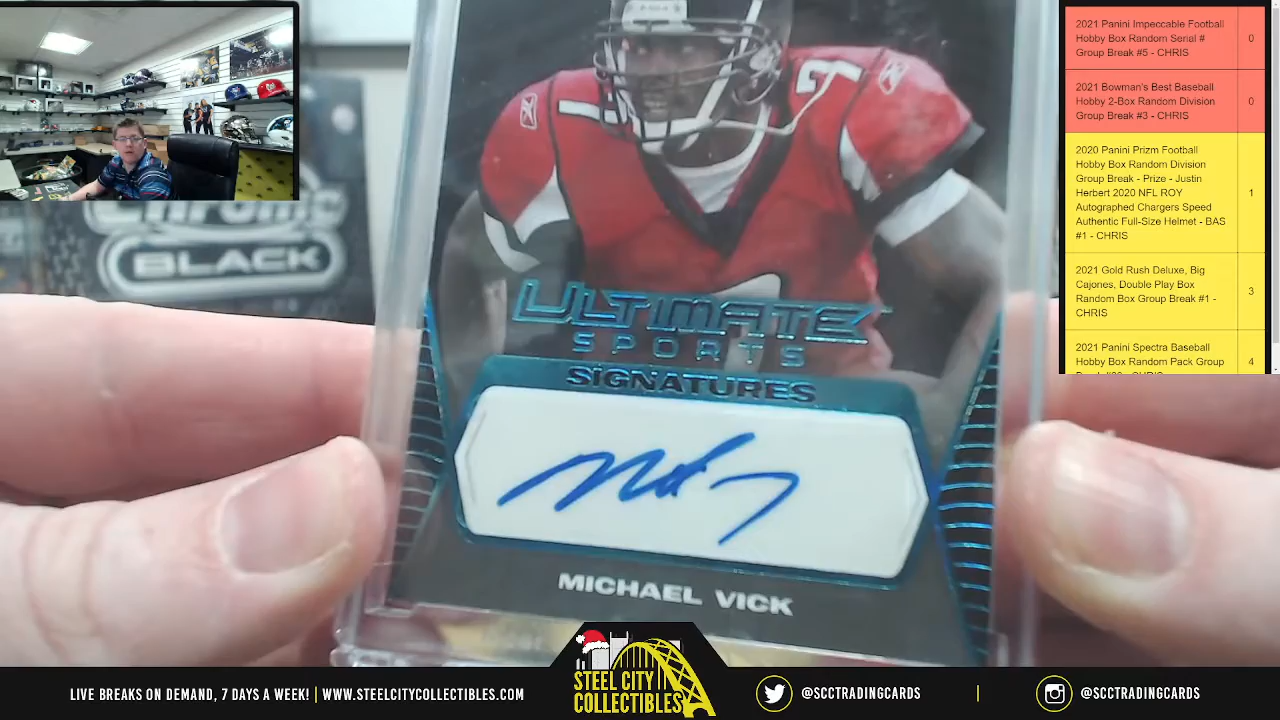 2021 Panini Impeccable Football
Hobby Box Random Serial #
Group Break #5 - CHRIS
0
2021 Bowman's Best Baseball
Hobby 2-Box Random Division
Group Break #3 - CHRIS
0
2020 Panini Prizm Football
Hobby Box Random Division
Group Break - Prize - Justin
Herbert 2020 NFL ROY
Autographed Chargers Speed
Authentic Full-Size Helmet - BAS
#1 - CHRIS
1
2021 Gold Rush Deluxe, Big
Cajones, Double Play Box
Random Box Group Break #1 -
CHRIS
3
2021 Panini Spectra Baseball
Hobby Box Random Pack Group
4
CHROME
BLACK
ULTIMATE
SPORTS
SIGNATURES
MICHAEL VICK
LIVE BREAKS ON DEMAND, 7 DAYS A WEEK! | WWW.STEELCITYCOLLECTIBLES.COM
STEEL CITY
COLLECTIBLES
@SCCTRADINGCARDS
@SCCTRADINGCARDS